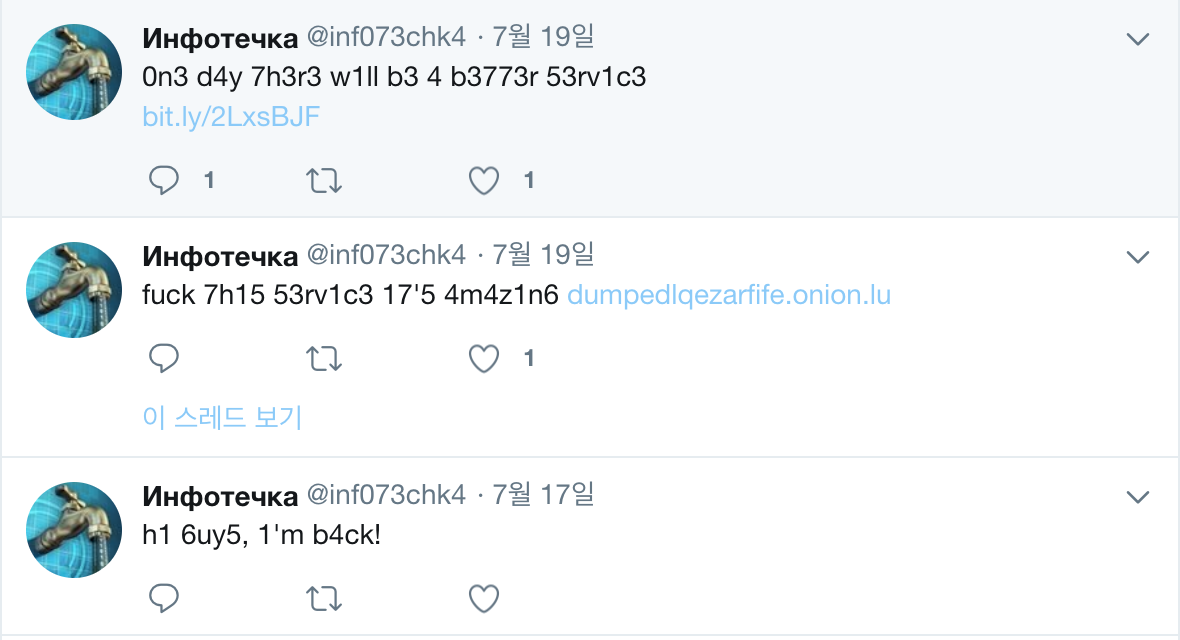 Инфотечка @inf073chk4 · 7월 19일
0n3 d4y 7h3r3 w1ll b3 4 b3773r 53rv1c3
bit.ly/2LxsBJF
1 1
Инфотечка @inf073chk4 · 7월 19일
fuck 7h15 53rv1c3 17'5 4m4z1n6 dumpedlqezarfife.onion.lu
1
이 스레드 보기
Инфотечка @inf073chk4 · 7월 17일
h1 6uy5, 1'm b4ck!